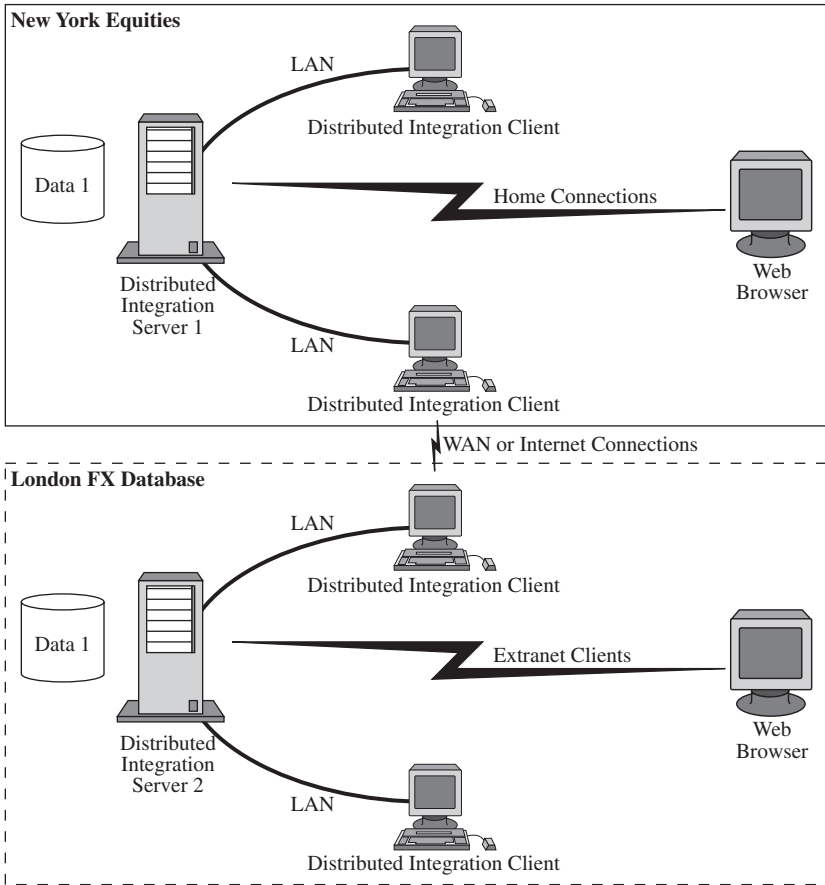 New York Equities
LAN
Distributed Integration Client
Data 1
Home Connections
Web
Browser
Distributed
Integration
Server 1
LAN
Distributed Integration Client
WAN or Internet Connections
London FX Database
LAN
Distributed Integration Client
Data 1
Extranet Clients
Web
Browser
Distributed
Integration
Server 2
LAN
Distributed Integration Client